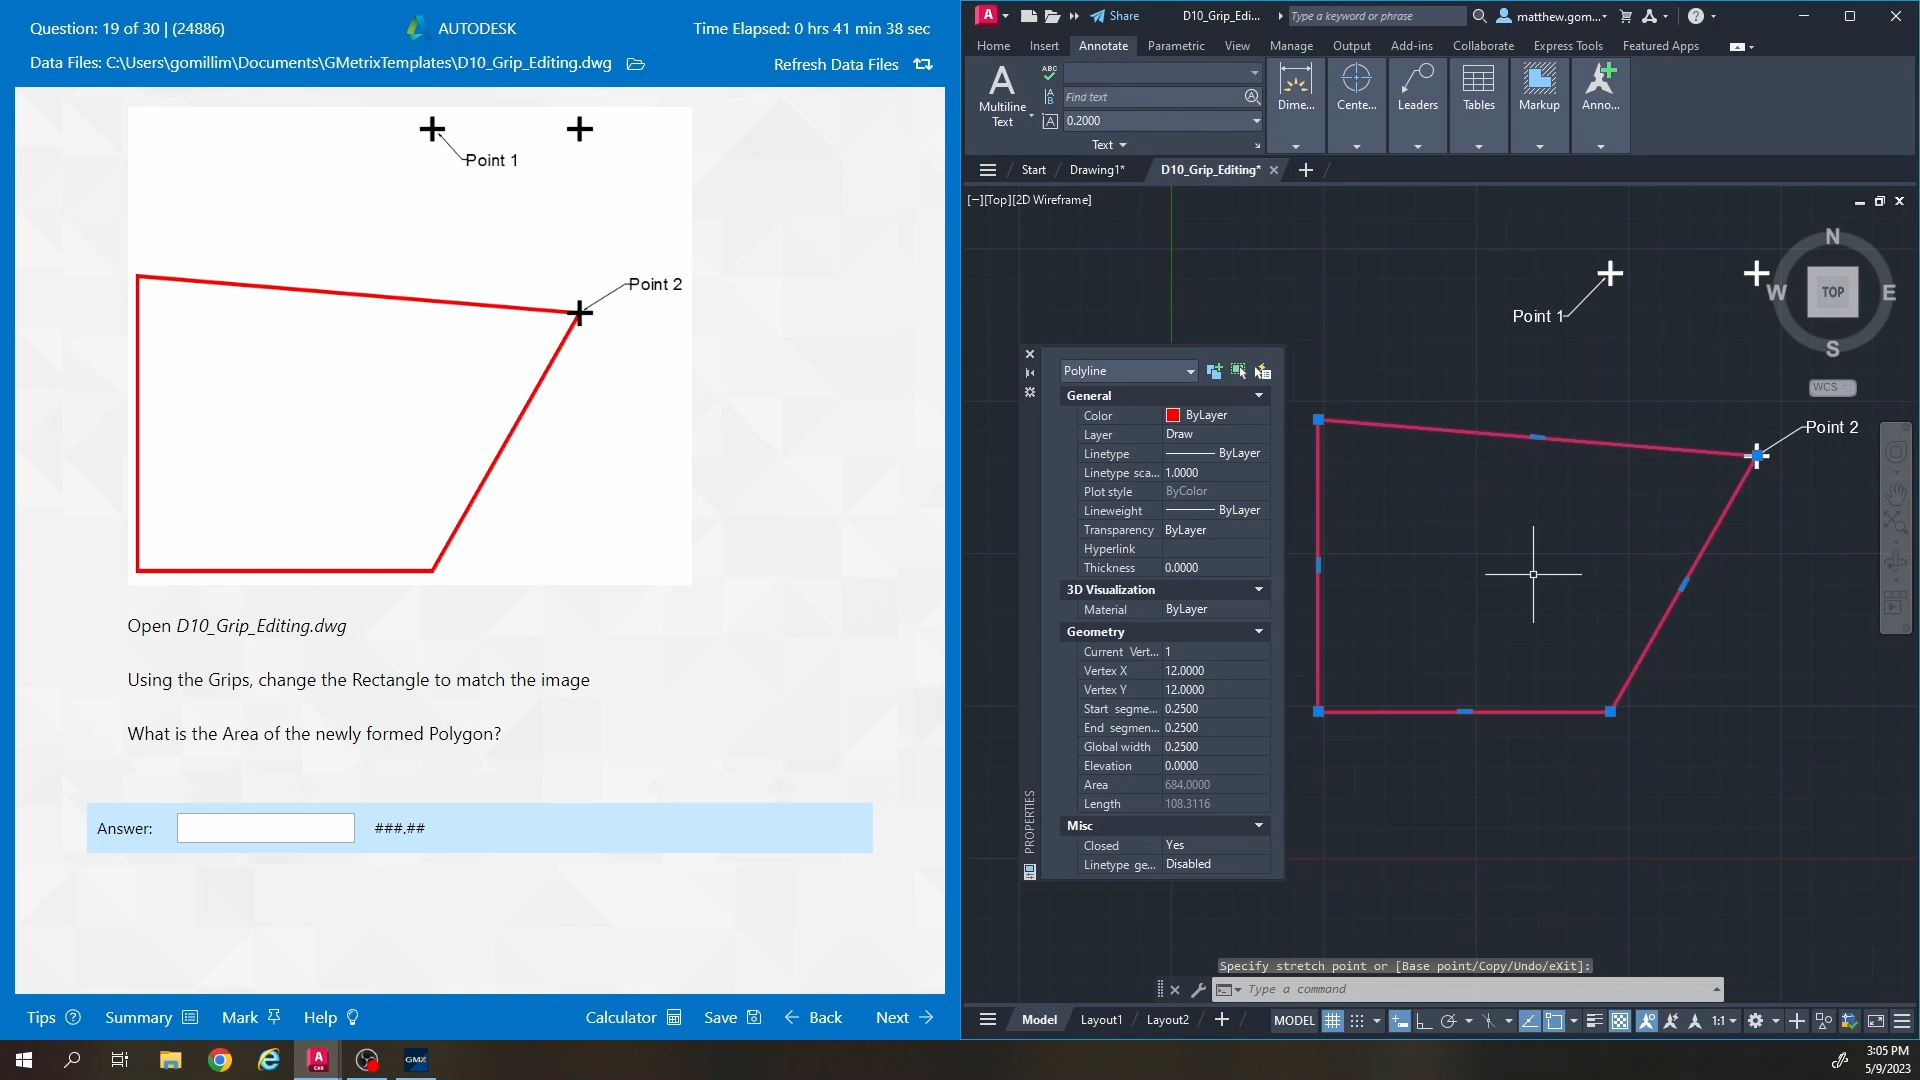 Question: 19 of 30 | (24886)
AUTODESK
Time Elapsed: 0 hrs 41 min 38 sec
Data Files: C:\Users\gomillim\Documents\GMetrixTemplates\D10_Grip_Editing.dwg
Refresh Data Files
Point 1
Point 2
Open D10_Grip_Editing.dwg
Using the Grips, change the Rectangle to match the image
What is the Area of the newly formed Polygon?
Answer:
###.##
Tips
Summary
Mark
Help
Calculator
Save
Back
Next
A
Share
D10_Grip_Edi...
Type a keyword or phrase
matthew.gom...
Home Insert Annotate Parametric View Manage Output Add-ins Collaborate Express Tools Featured Apps
A
Multiline
Text
ABC
Find text
0.2000
Text
Dime...
Cente...
Leaders
Tables
Markup
Anno...
Start
Drawing1*
D10_Grip_Editing*
[−][Top][2D Wireframe]
N
W
TOP
E
S
WCS
Point 1
Point 2
Polyline
General
Color ByLayer
Layer Draw
Linetype ByLayer
Linetype sca... 1.0000
Plot style ByColor
Lineweight ByLayer
Transparency ByLayer
Hyperlink
Thickness 0.0000
3D Visualization
Material ByLayer
Geometry
Current Vert... 1
Vertex X 12.0000
Vertex Y 12.0000
Start segme... 0.2500
End segmen... 0.2500
Global width 0.2500
Elevation 0.0000
Area 684.0000
Length 108.3116
Misc
Closed Yes
Linetype ge... Disabled
PROPERTIES
Specify stretch point or [Base point/Copy/Undo/eXit]:
Type a command
Model Layout1 Layout2
MODEL
1:1
A
CAD
GMX
3:05 PM
5/9/2023